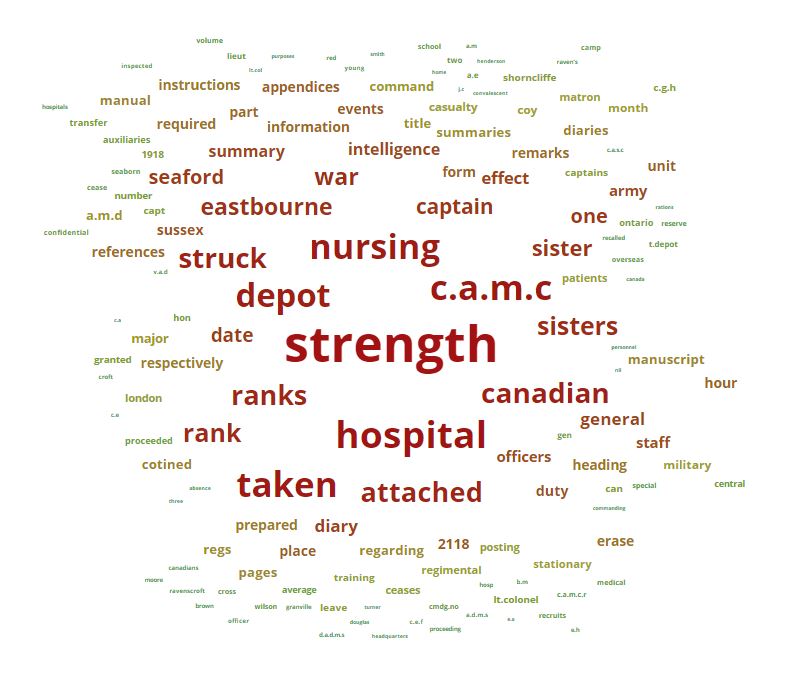 volume
smith school a.m camp
lieut purposes red two henderson raven's
inspected lt.col young home a.e shorncliffe
instructions appendices command j.c convalescent c.g.h
hospitals manual part events casualty coy matron month
transfer required information title summaries diaries
auxiliaries
1918 summary intelligence remarks c.a.s.c
seaborn seaford war form effect captains unit
cease number army
a.m.d capt eastbourne captain one ontario rations reserve
confidential sussex recalled
references struck nursing sister t.depot
overseas
v.a.d depot c.a.m.c patients canada
c.a hon sisters
major date strength personnel
granted respectively manuscript
croft nil hour
london ranks canadian
c.e general
proceeded rank hospital gen staff
cotined officers heading military
absence taken attached duty can special central
three commanding
prepared diary
regs place regarding 2118 posting erase
canadians pages training regimental stationary
moore hosp b.m medical
ravenscroft cross average ceases lt.colonel c.a.m.c.r
brown wilson granville leave turner cmdg.no a.d.m.s recruits
officer douglas c.e.f e.a
d.a.d.m.s headquarters proceeding e.h